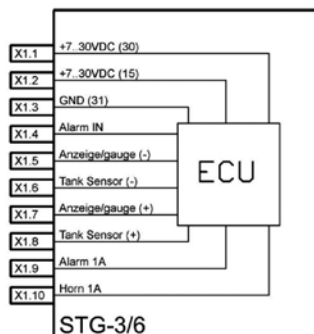 X1.1 +7..30VDC (30)
X1.2 +7..30VDC (15)
X1.3 GND (31)
X1.4 Alarm IN
X1.5 Anzeige/gauge (-)
X1.6 Tank Sensor (-)
X1.7 Anzeige/gauge (+)
X1.8 Tank Sensor (+)
X1.9 Alarm 1A
X1.10 Horn 1A
ECU
STG-3/6